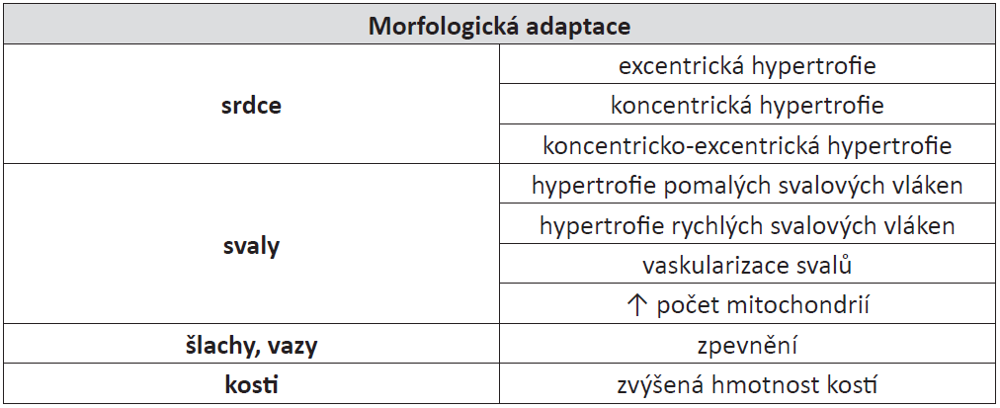 Morfologická adaptace
srdce
excentrická hypertrofie
koncentrická hypertrofie
koncentricko-excentrická hypertrofie
svaly
hypertrofie pomalých svalových vláken
hypertrofie rychlých svalových vláken
vaskularizace svalů
↑ počet mitochondrií
šlachy, vazy
zpevnění
kosti
zvýšená hmotnost kostí